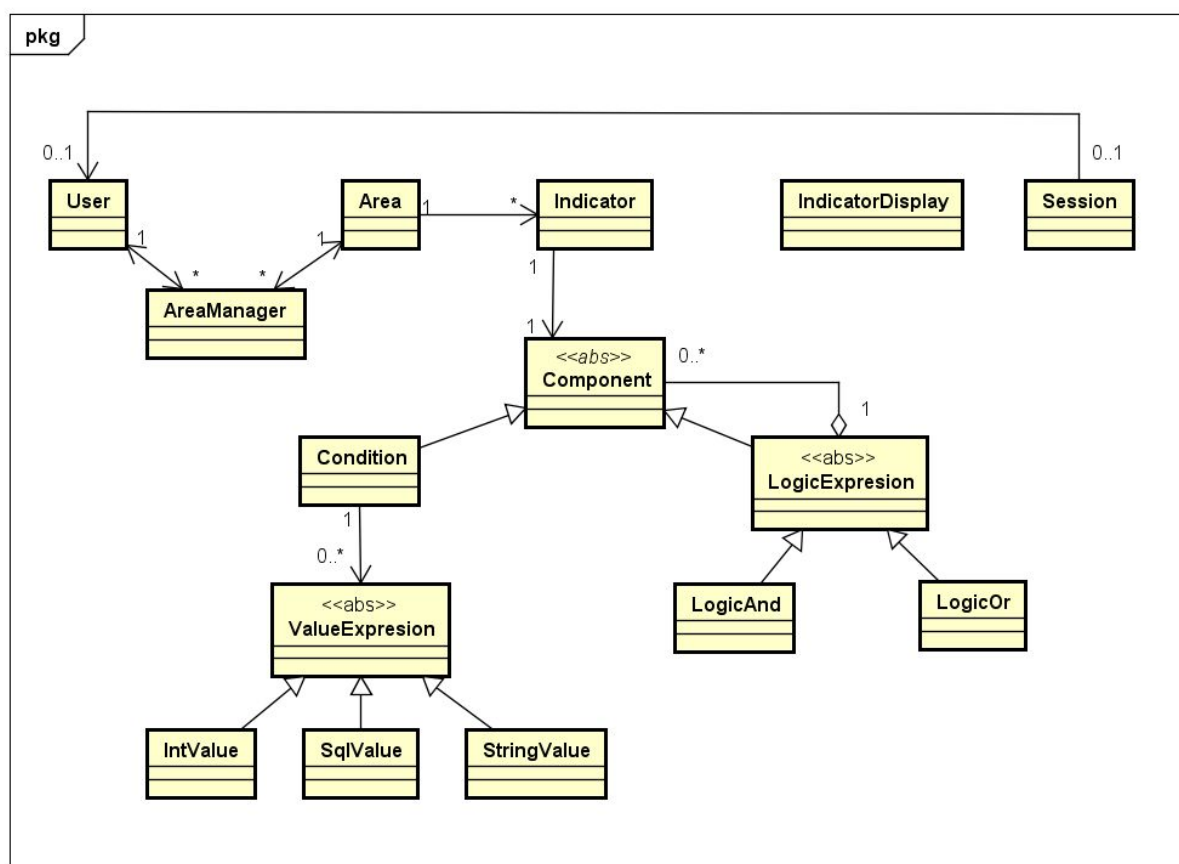 pkg
0..1
0..1
User
Area
Indicator
IndicatorDisplay
Session
1
*
1
1
*
*
1
AreaManager
1
<<abs>>
Component
0..*
1
Condition
<<abs>>
LogicExpresion
1
0..*
<<abs>>
ValueExpresion
LogicAnd
LogicOr
IntValue
SqlValue
StringValue